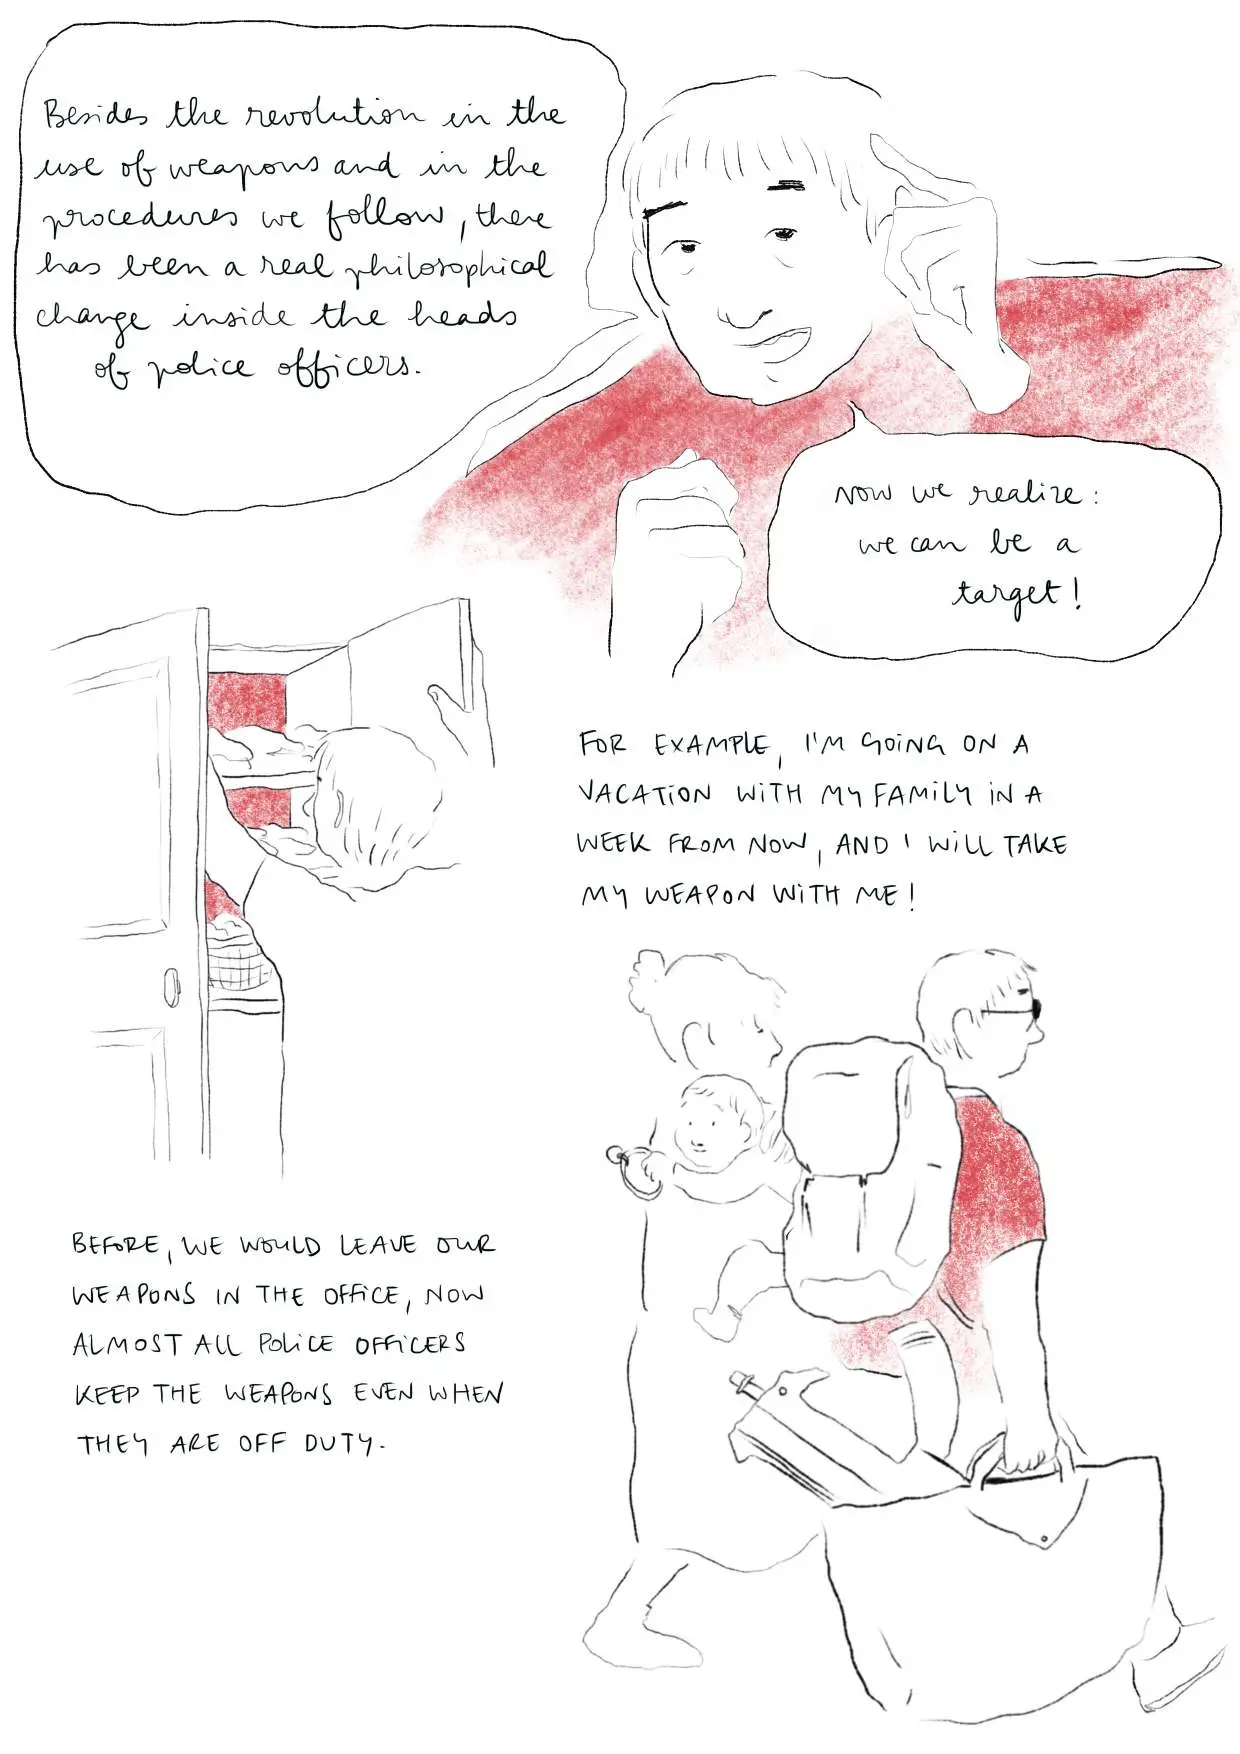 Besides the revolution in the
use of weapons and in the
procedures we follow, there
has been a real philosophical
change inside the heads
of police officers.
Now we realize:
we can be a
target!
FOR EXAMPLE, I'M GOING ON A
VACATION WITH MY FAMILY IN A
WEEK FROM NOW, AND I WILL TAKE
MY WEAPON WITH ME!
BEFORE, WE WOULD LEAVE OUR
WEAPONS IN THE OFFICE, NOW
ALMOST ALL POLICE OFFICERS
KEEP THE WEAPONS EVEN WHEN
THEY ARE OFF DUTY.